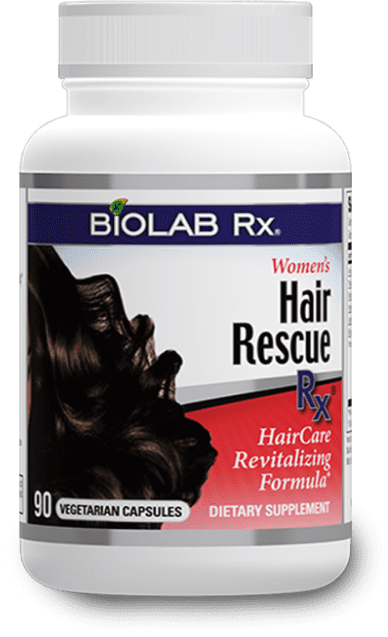 BiOLAB Rx®
Women's
Hair
Rescue
Rx®
HairCare
Revitalizing
Formula*
90 VEGETARIAN CAPSULES
DIETARY SUPPLEMENT